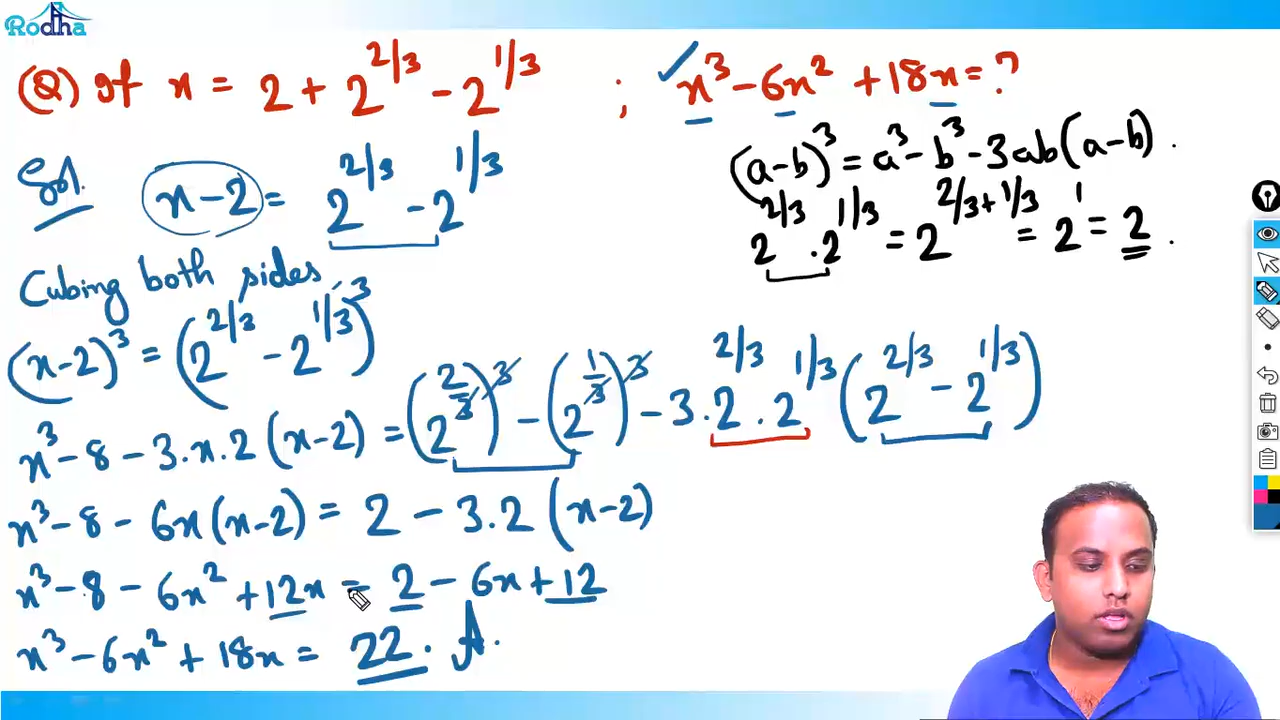 Rodha
(Q) If x = 2 + 2^{2/3} - 2^{1/3} ; x³ - 6x² + 18x = ?
Sol.
x - 2 = 2^{2/3} - 2^{1/3}
(a-b)³ = a³ - b³ - 3ab(a-b).
2^{2/3} . 2^{1/3} = 2^{2/3+1/3} = 2^1 = 2.
Cubing both sides,
(x-2)³ = (2^{2/3} - 2^{1/3})³
x³ - 8 - 3.x.2(x-2) = (2^{2/3})³ - (2^{1/3})³ - 3.2^{2/3}.2^{1/3}(2^{2/3} - 2^{1/3})
x³ - 8 - 6x(x-2) = 2 - 3.2(x-2)
x³ - 8 - 6x² + 12x = 2 - 6x + 12
x³ - 6x² + 18x = 22. A.